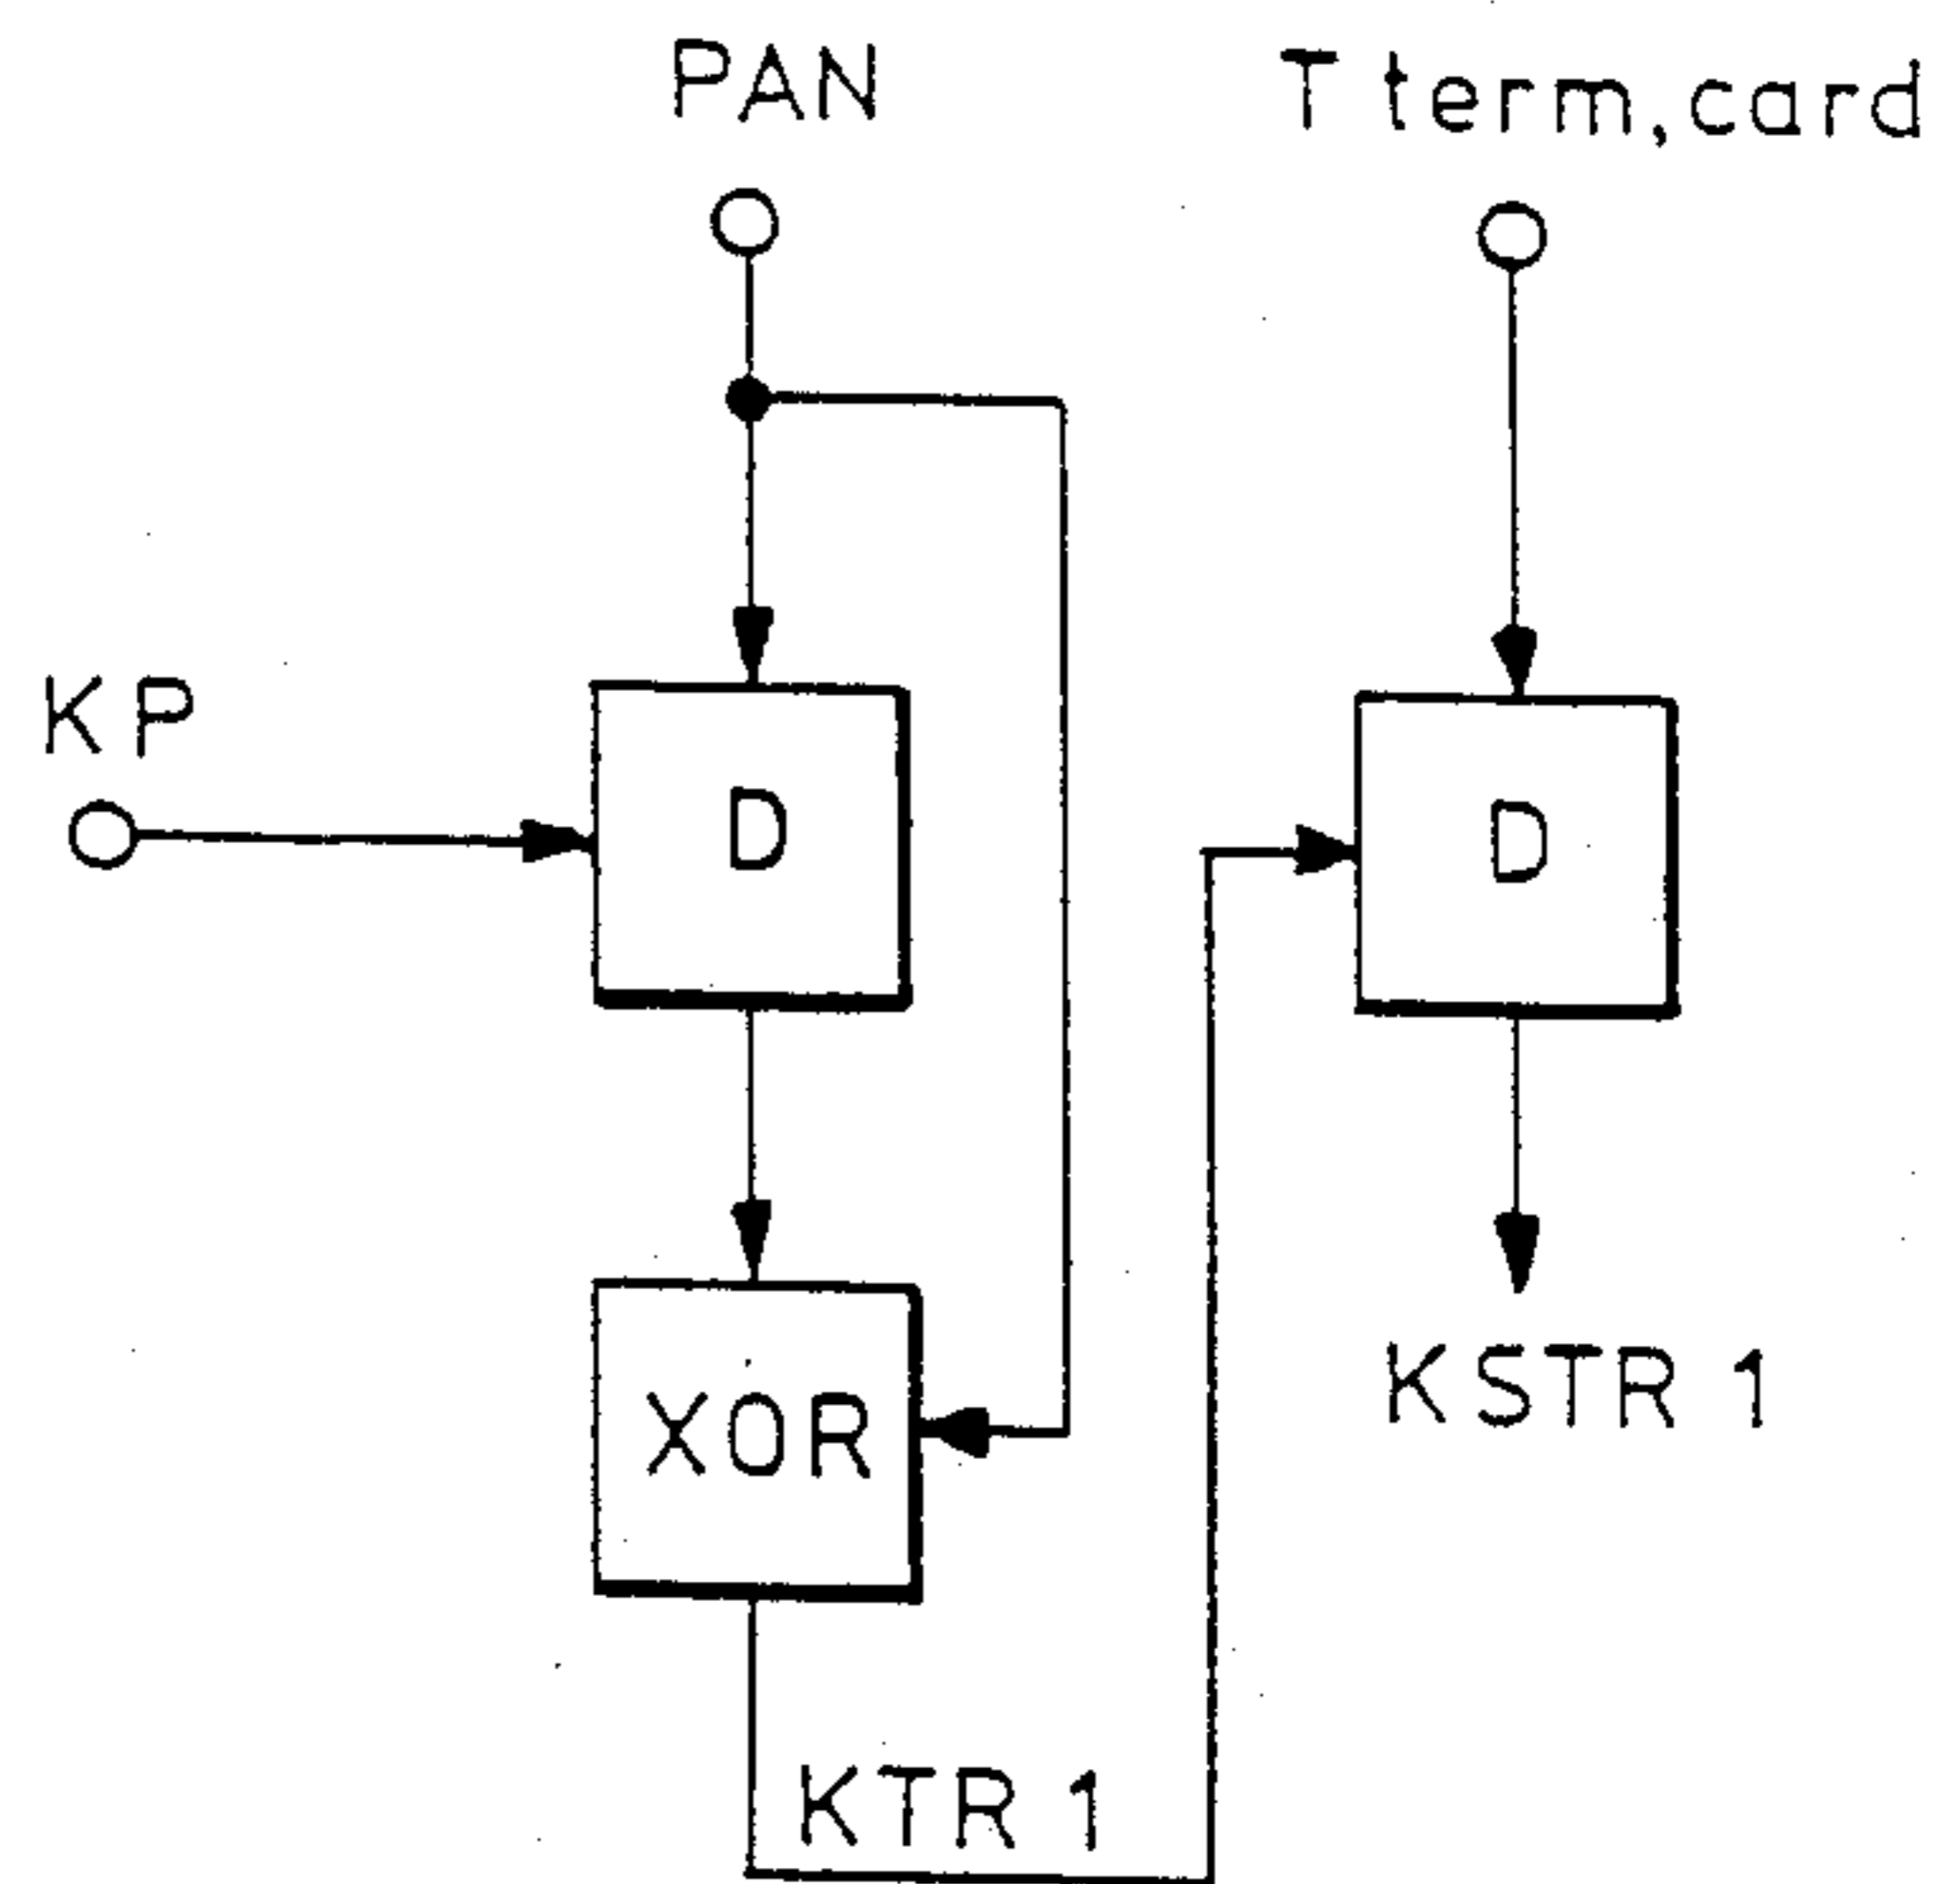 PAN
T term,card
KP
D
D
XOR
KSTR 1
KTR 1